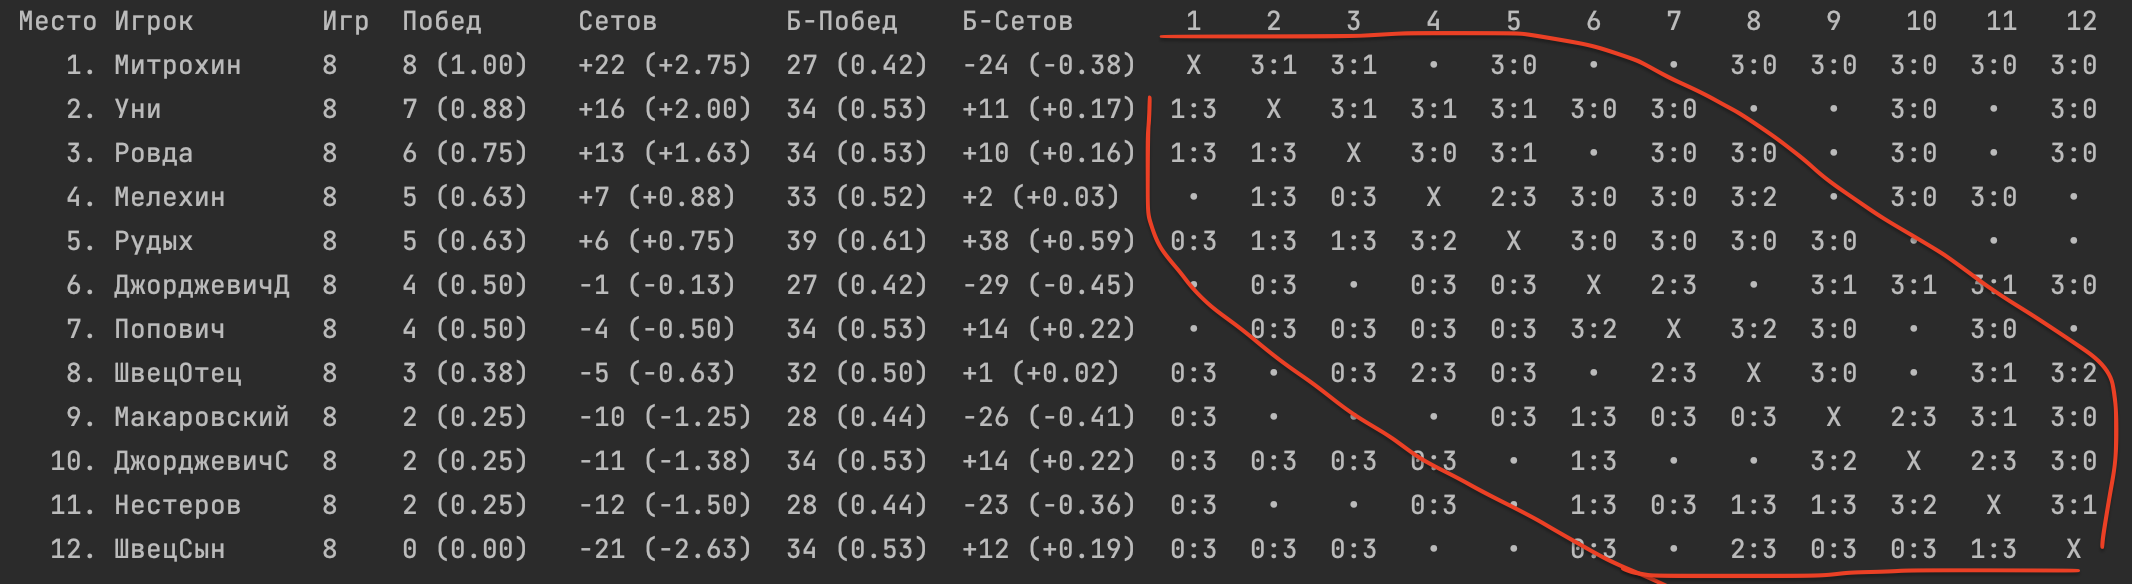 Место Игрок Игр Побед Сетов Б-Побед Б-Сетов 1 2 3 4 5 6 7 8 9 10 11 12
1. Митрохин 8 8 (1.00) +22 (+2.75) 27 (0.42) -24 (-0.38) X 3:1 3:1 • 3:0 • • 3:0 3:0 3:0 3:0 3:0
2. Уни 8 7 (0.88) +16 (+2.00) 34 (0.53) +11 (+0.17) 1:3 X 3:1 3:1 3:1 3:0 3:0 • • 3:0 • 3:0
3. Ровда 8 6 (0.75) +13 (+1.63) 34 (0.53) +10 (+0.16) 1:3 1:3 X 3:0 3:1 • 3:0 3:0 • 3:0 • 3:0
4. Мелехин 8 5 (0.63) +7 (+0.88) 33 (0.52) +2 (+0.03) • 1:3 0:3 X 2:3 3:0 3:0 3:2 • 3:0 3:0 •
5. Рудых 8 5 (0.63) +6 (+0.75) 39 (0.61) +38 (+0.59) 0:3 1:3 1:3 3:2 X 3:0 3:0 3:0 3:0 • • •
6. ДжорджевичД 8 4 (0.50) -1 (-0.13) 27 (0.42) -29 (-0.45) • 0:3 • 0:3 0:3 X 2:3 • 3:1 3:1 3:1 3:0
7. Попович 8 4 (0.50) -4 (-0.50) 34 (0.53) +14 (+0.22) • 0:3 0:3 0:3 0:3 3:2 X 3:2 3:0 • 3:0 •
8. ШвецОтец 8 3 (0.38) -5 (-0.63) 32 (0.50) +1 (+0.02) 0:3 • 0:3 2:3 0:3 • 2:3 X 3:0 • 3:1 3:2
9. Макаровский 8 2 (0.25) -10 (-1.25) 28 (0.44) -26 (-0.41) 0:3 • • • 0:3 1:3 0:3 0:3 X 2:3 3:1 3:0
10. ДжорджевичС 8 2 (0.25) -11 (-1.38) 34 (0.53) +14 (+0.22) 0:3 0:3 0:3 0:3 • 1:3 • • 3:2 X 2:3 3:0
11. Нестеров 8 2 (0.25) -12 (-1.50) 28 (0.44) -23 (-0.36) 0:3 • • 0:3 • 1:3 0:3 1:3 1:3 3:2 X 3:1
12. ШвецСын 8 0 (0.00) -21 (-2.63) 34 (0.53) +12 (+0.19) 0:3 0:3 0:3 • • 0:3 • 2:3 0:3 0:3 1:3 X